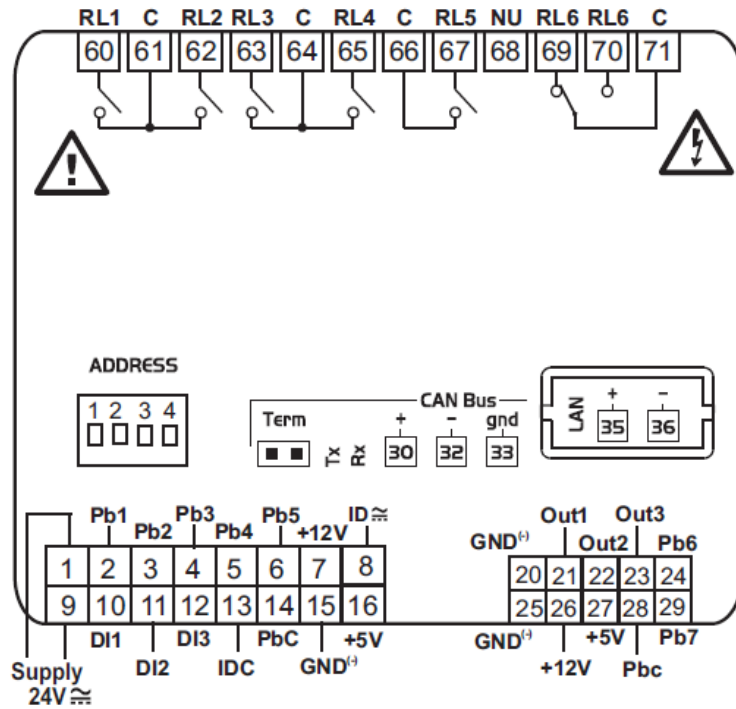 RL1 C RL2 RL3 C RL4 C RL5 NU RL6 RL6 C
60 61 62 63 64 65 66 67 68 69 70 71
!
ADDRESS
1 2 3 4
CAN Bus
Term Tx Rx + - gnd
30 32 33
LAN + -
35 36
Pb1 Pb3 Pb5 ID≂
Pb2 Pb4 +12V
1 2 3 4 5 6 7 8
9 10 11 12 13 14 15 16
DI1 DI3 PbC +5V
DI2 IDC GND(-)
Supply
24V ≂
Out1 Out3
GND(-) Out2 Pb6
20 21 22 23 24
25 26 27 28 29
GND(-) +5V Pb7
+12V Pbc